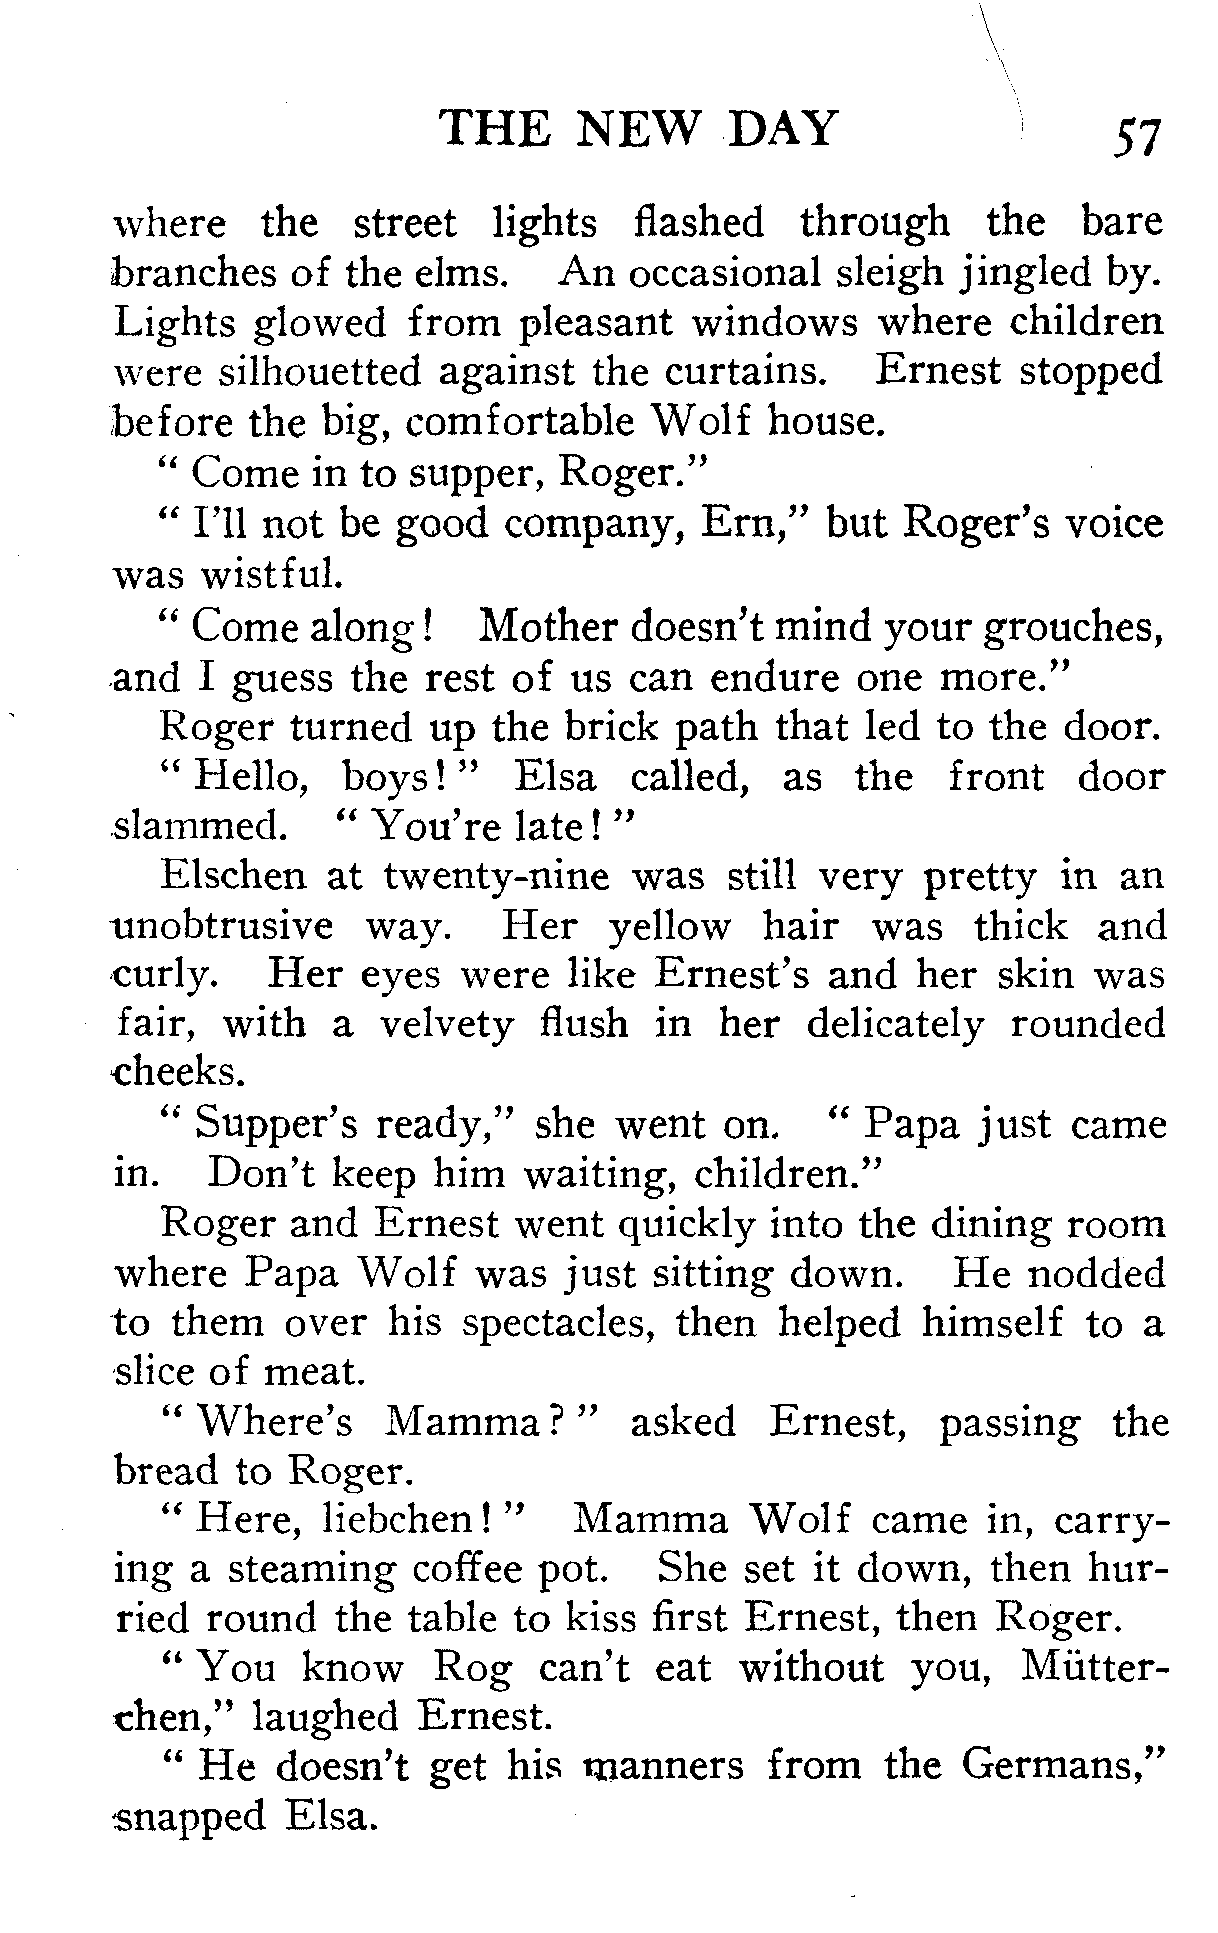 THE NEW DAY 57
where the street lights flashed through the bare
branches of the elms. An occasional sleigh jingled by.
Lights glowed from pleasant windows where children
were silhouetted against the curtains. Ernest stopped
before the big, comfortable Wolf house.
" Come in to supper, Roger."
" I'll not be good company, Ern," but Roger's voice
was wistful.
" Come along! Mother doesn't mind your grouches,
and I guess the rest of us can endure one more."
Roger turned up the brick path that led to the door.
" Hello, boys! " Elsa called, as the front door
slammed. " You're late! "
Elschen at twenty-nine was still very pretty in an
unobtrusive way. Her yellow hair was thick and
curly. Her eyes were like Ernest's and her skin was
fair, with a velvety flush in her delicately rounded
cheeks.
" Supper's ready," she went on. " Papa just came
in. Don't keep him waiting, children."
Roger and Ernest went quickly into the dining room
where Papa Wolf was just sitting down. He nodded
to them over his spectacles, then helped himself to a
slice of meat.
" Where's Mamma? " asked Ernest, passing the
bread to Roger.
" Here, liebchen! " Mamma Wolf came in, carry-
ing a steaming coffee pot. She set it down, then hur-
ried round the table to kiss first Ernest, then Roger.
" You know Rog can't eat without you, Mütter-
chen," laughed Ernest.
" He doesn't get his manners from the Germans,"
snapped Elsa.